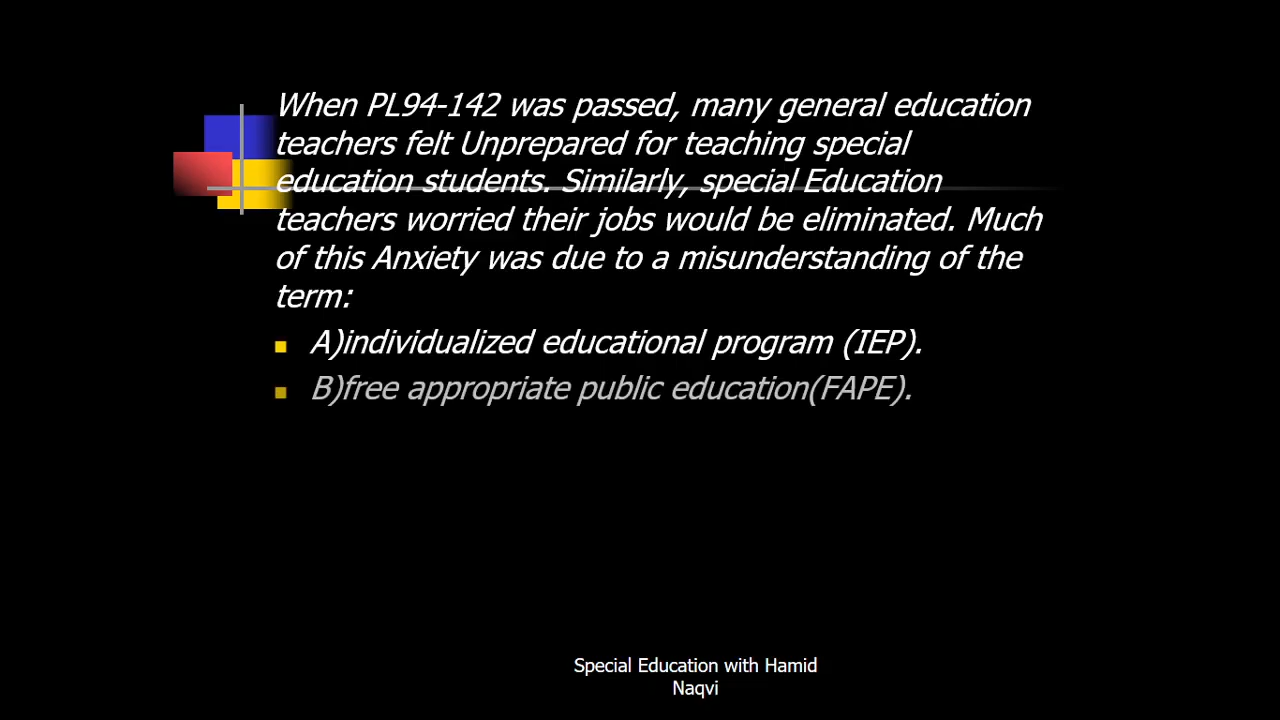 When PL94-142 was passed, many general education
teachers felt Unprepared for teaching special
education students. Similarly, special Education
teachers worried their jobs would be eliminated. Much
of this Anxiety was due to a misunderstanding of the
term:
A)individualized educational program (IEP).
B)free appropriate public education(FAPE).
Special Education with Hamid
Naqvi